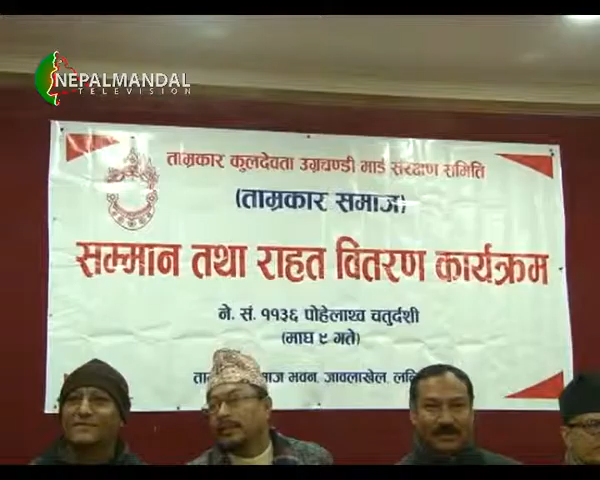 NEPALMANDAL
TELEVISION
ताम्रकार कुलदेवता उग्रचण्डी माई संरक्षण समिति
(ताम्रकार समाज)
सम्मान तथा राहत वितरण कार्यक्रम
ने. सं. ११३६ पोहेलाथ्व चतुर्दशी
(माघ ९ गते)
भवन, जावलाखेल,